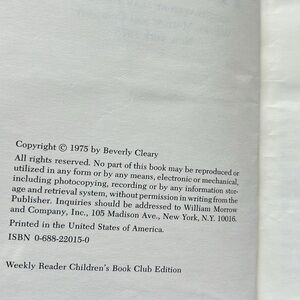 Copyright © 1975 by Beverly Cleary
All rights reserved. No part of this book may be reproduced or
utilized in any form or by any means, electronic or mechanical,
including photocopying, recording or by any information stor-
age and retrieval system, without permission in writing from the
Publisher. Inquiries should be addressed to William Morrow
and Company, Inc., 105 Madison Ave., New York, N.Y. 10016.
Printed in the United States of America.
ISBN 0-688-22015-0
Weekly Reader Children's Book Club Edition